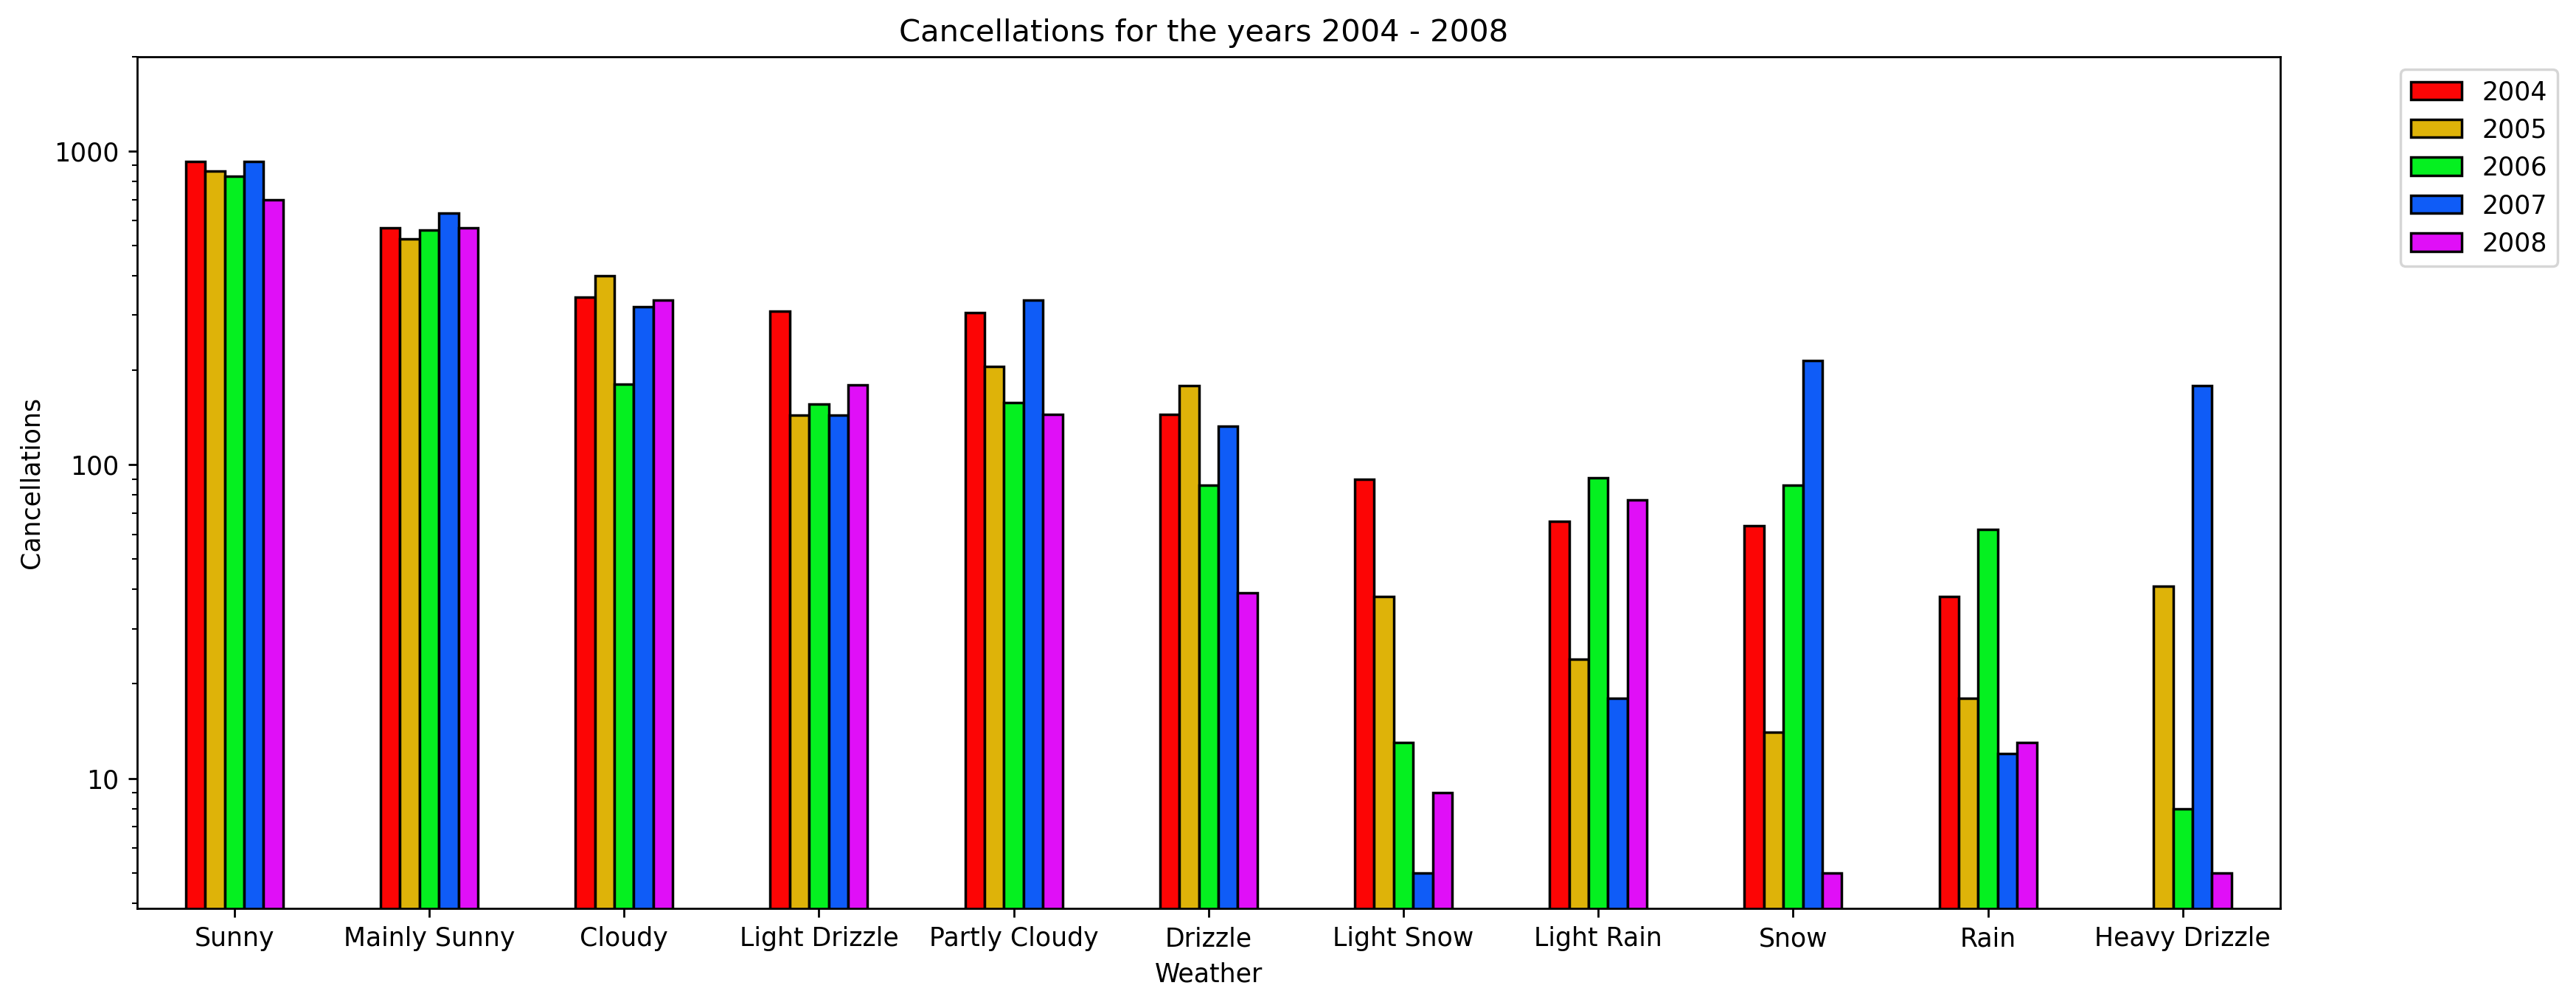 Cancellations for the years 2004 - 2008
2004
2005
2006
2007
2008
1000
100
10
Cancellations
Sunny
Mainly Sunny
Cloudy
Light Drizzle
Partly Cloudy
Drizzle
Light Snow
Light Rain
Snow
Rain
Heavy Drizzle
Weather